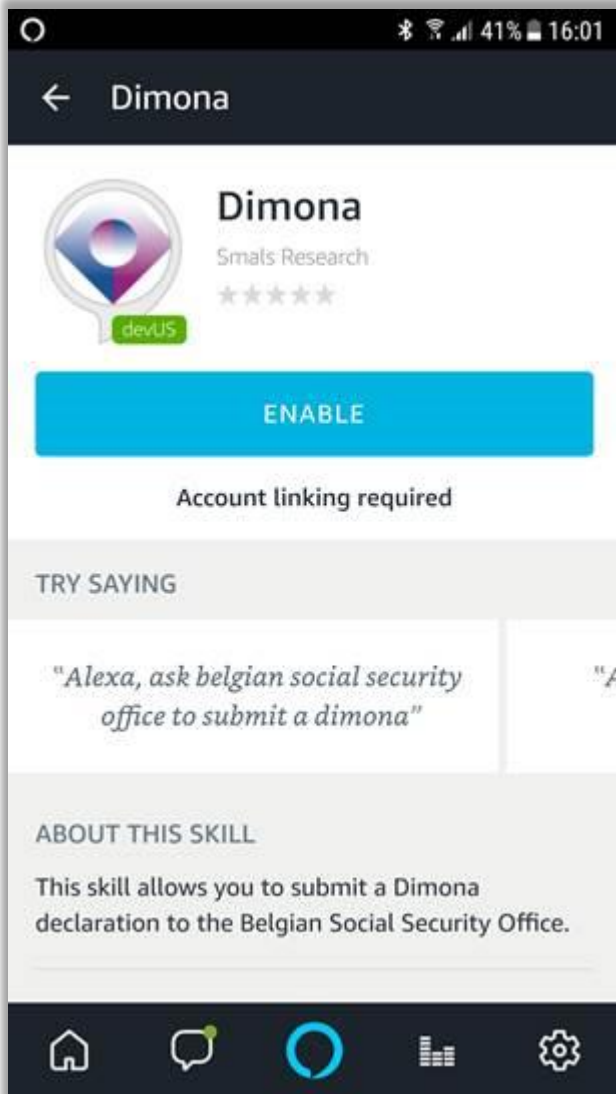 41% 16:01
Dimona
Dimona
Smals Research
devUS
ENABLE
Account linking required
TRY SAYING
"Alexa, ask belgian social security
office to submit a dimona"
"A
ABOUT THIS SKILL
This skill allows you to submit a Dimona
declaration to the Belgian Social Security Office.